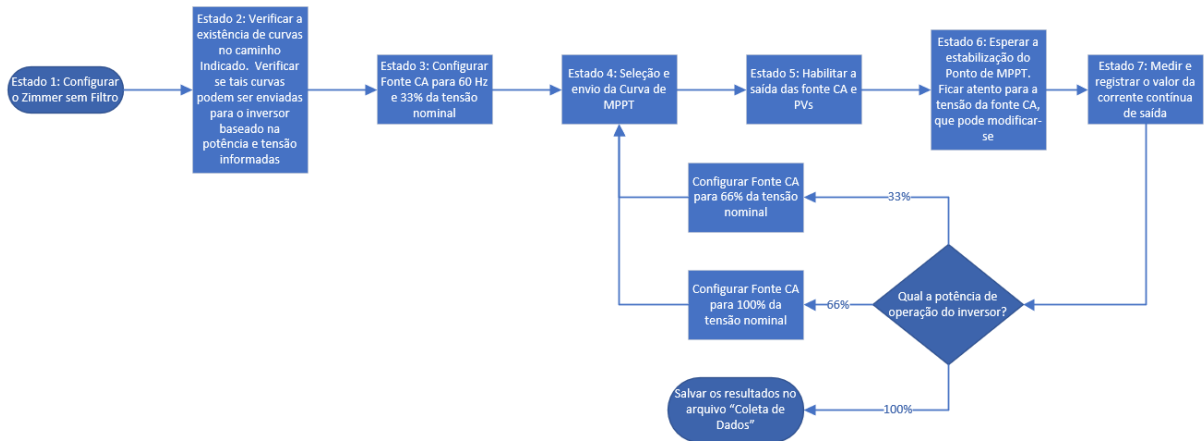 Estado 1: Configurar
o Zimmer sem Filtro
Estado 2: Verificar a
existência de curvas
no caminho
Indicado. Verificar
se tais curvas
podem ser enviadas
para o inversor
baseado na
potência e tensão
informadas
Estado 3: Configurar
Fonte CA para 60 Hz
e 33% da tensão
nominal
Estado 4: Seleção e
envio da Curva de
MPPT
Estado 5: Habilitar a
saída das fonte CA e
PVs
Estado 6: Esperar a
estabilização do
Ponto de MPPT.
Ficar atento para a
tensão da fonte CA,
que pode modificar-
se
Estado 7: Medir e
registrar o valor da
corrente contínua
de saída
Configurar Fonte CA
para 66% da tensão
nominal
33%
Configurar Fonte CA
para 100% da
tensão nominal
66%
Qual a potência de
operação do inversor?
Salvar os resultados no
arquivo “Coleta de
Dados”
100%